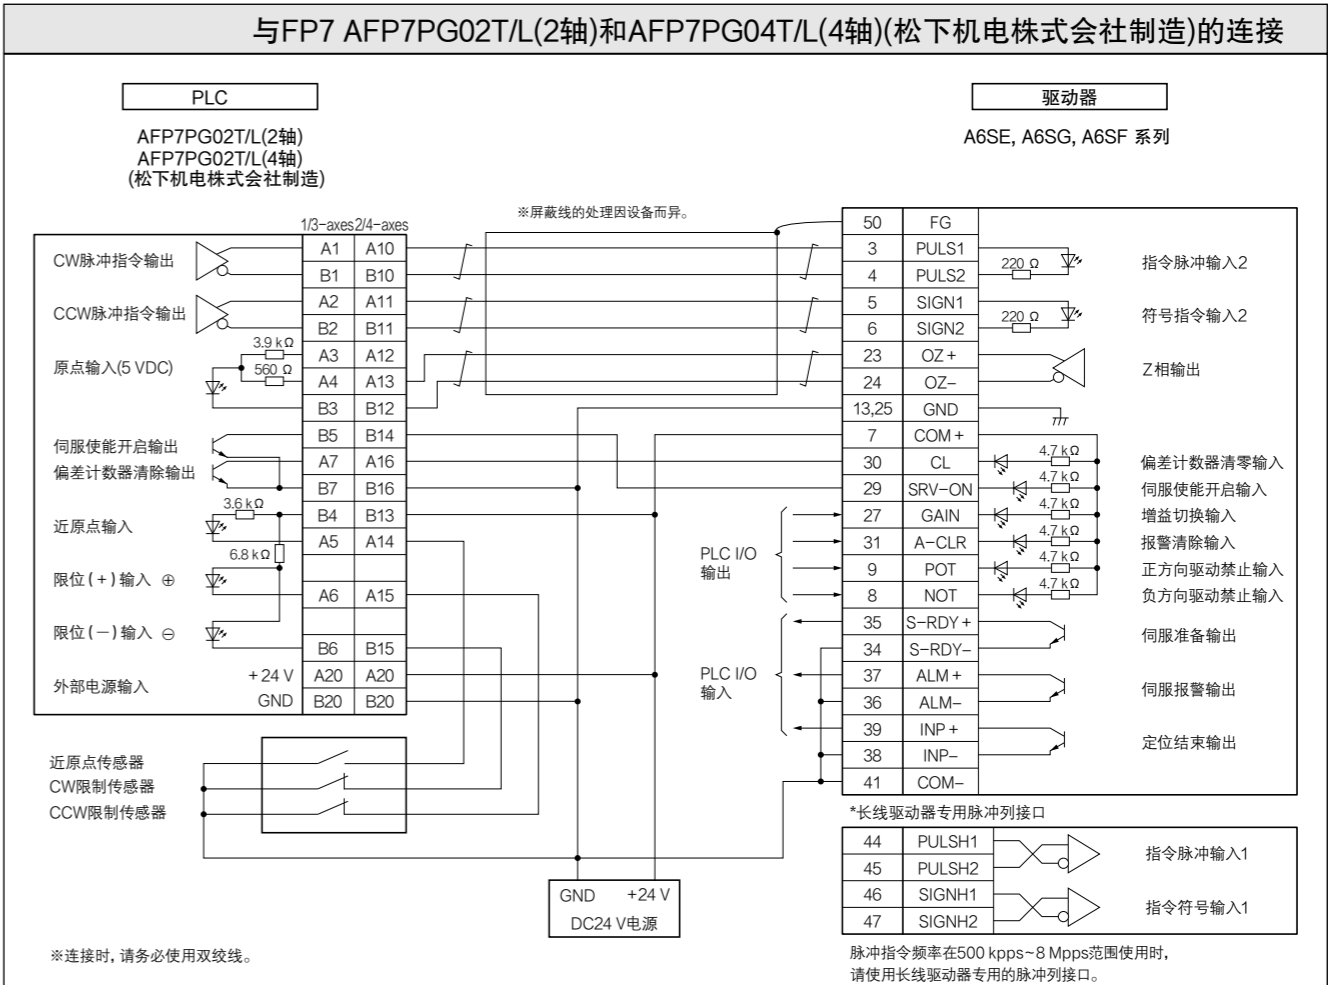 与FP7 AFP7PG02T/L(2轴)和AFP7PG04T/L(4轴)(松下机电株式会社制造)的连接
PLC
驱动器
AFP7PG02T/L(2轴)
AFP7PG02T/L(4轴)
(松下机电株式会社制造)
A6SE, A6SG, A6SF 系列
※屏蔽线的处理因设备而异。
1/3-axes 2/4-axes
CW脉冲指令输出
A1 A10
B1 B10
CCW脉冲指令输出
A2 A11
B2 B11
原点输入(5 VDC)
3.9 kΩ
A3 A12
560 Ω
A4 A13
B3 B12
伺服使能开启输出
B5 B14
偏差计数器清除输出
A7 A16
B7 B16
近原点输入
3.6 kΩ
B4 B13
A5 A14
6.8 kΩ
限位(+)输入 ⊕
A6 A15
限位(-)输入 ⊖
B6 B15
外部电源输入
+24 V A20 A20
GND B20 B20
近原点传感器
CW限制传感器
CCW限制传感器
GND +24 V
DC24 V电源
※连接时, 请务必使用双绞线。
50 FG
3 PULS1
4 PULS2
220 Ω
指令脉冲输入2
5 SIGN1
6 SIGN2
220 Ω
符号指令输入2
23 OZ+
24 OZ-
Z相输出
13,25 GND
7 COM+
30 CL 4.7 kΩ 偏差计数器清零输入
29 SRV-ON 4.7 kΩ 伺服使能开启输入
27 GAIN 4.7 kΩ 增益切换输入
31 A-CLR 4.7 kΩ 报警清除输入
9 POT 4.7 kΩ 正方向驱动禁止输入
8 NOT 4.7 kΩ 负方向驱动禁止输入
PLC I/O
输出
35 S-RDY+
34 S-RDY-
伺服准备输出
PLC I/O
输入
37 ALM+
36 ALM-
伺服报警输出
39 INP+
38 INP-
定位结束输出
41 COM-
*长线驱动器专用脉冲列接口
44 PULSH1
45 PULSH2
指令脉冲输入1
46 SIGNH1
47 SIGNH2
指令符号输入1
脉冲指令频率在500 kpps~8 Mpps范围使用时,
请使用长线驱动器专用的脉冲列接口。